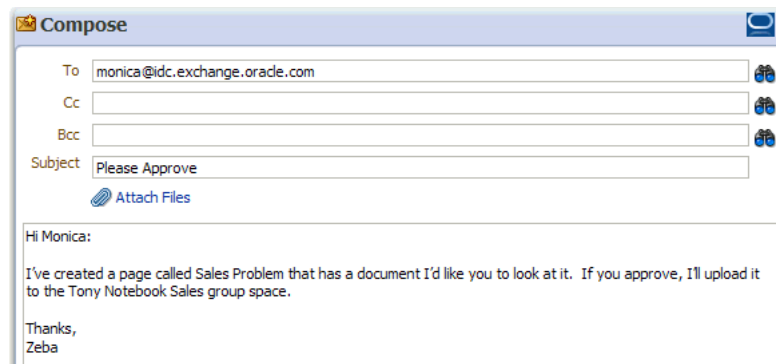 Compose
To monica@idc.exchange.oracle.com
Cc
Bcc
Subject Please Approve
Attach Files
Hi Monica:
I've created a page called Sales Problem that has a document I'd like you to look at it.  If you approve, I'll upload it
to the Tony Notebook Sales group space.
Thanks,
Zeba